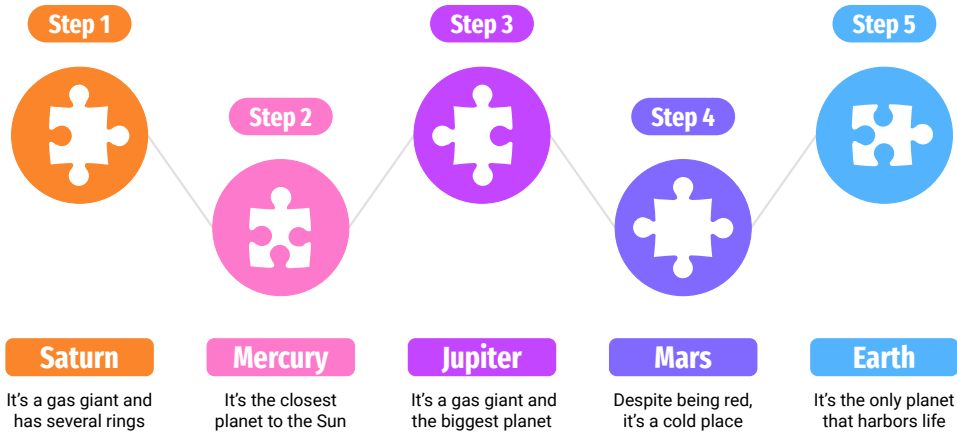 Step 1
Step 2
Step 3
Step 4
Step 5
Saturn
It's a gas giant and
has several rings
Mercury
It's the closest
planet to the Sun
Jupiter
It's a gas giant and
the biggest planet
Mars
Despite being red,
it's a cold place
Earth
It's the only planet
that harbors life